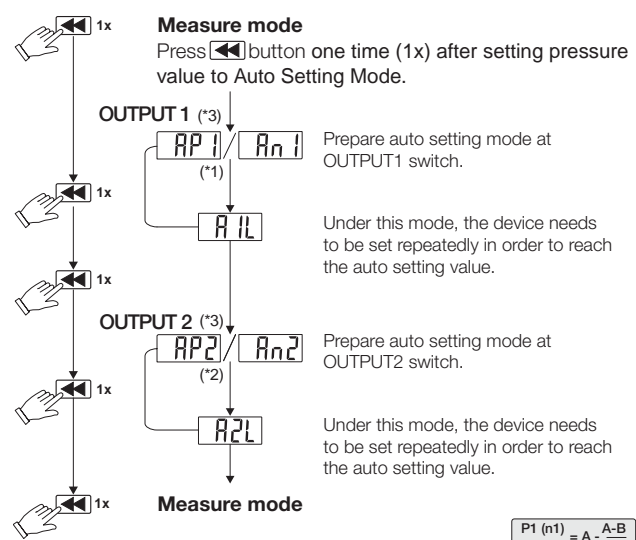 1x
Measure mode
Press ◀◀ button one time (1x) after setting pressure
value to Auto Setting Mode.
OUTPUT 1 (*3)
AP1 / An1
(*1)
Prepare auto setting mode at
OUTPUT1 switch.
1x
A1L
Under this mode, the device needs
to be set repeatedly in order to reach
the auto setting value.
1x
OUTPUT 2 (*3)
AP2 / An2
(*2)
Prepare auto setting mode at
OUTPUT2 switch.
1x
A2L
Under this mode, the device needs
to be set repeatedly in order to reach
the auto setting value.
1x
Measure mode
P1 (n1) = A - A-B